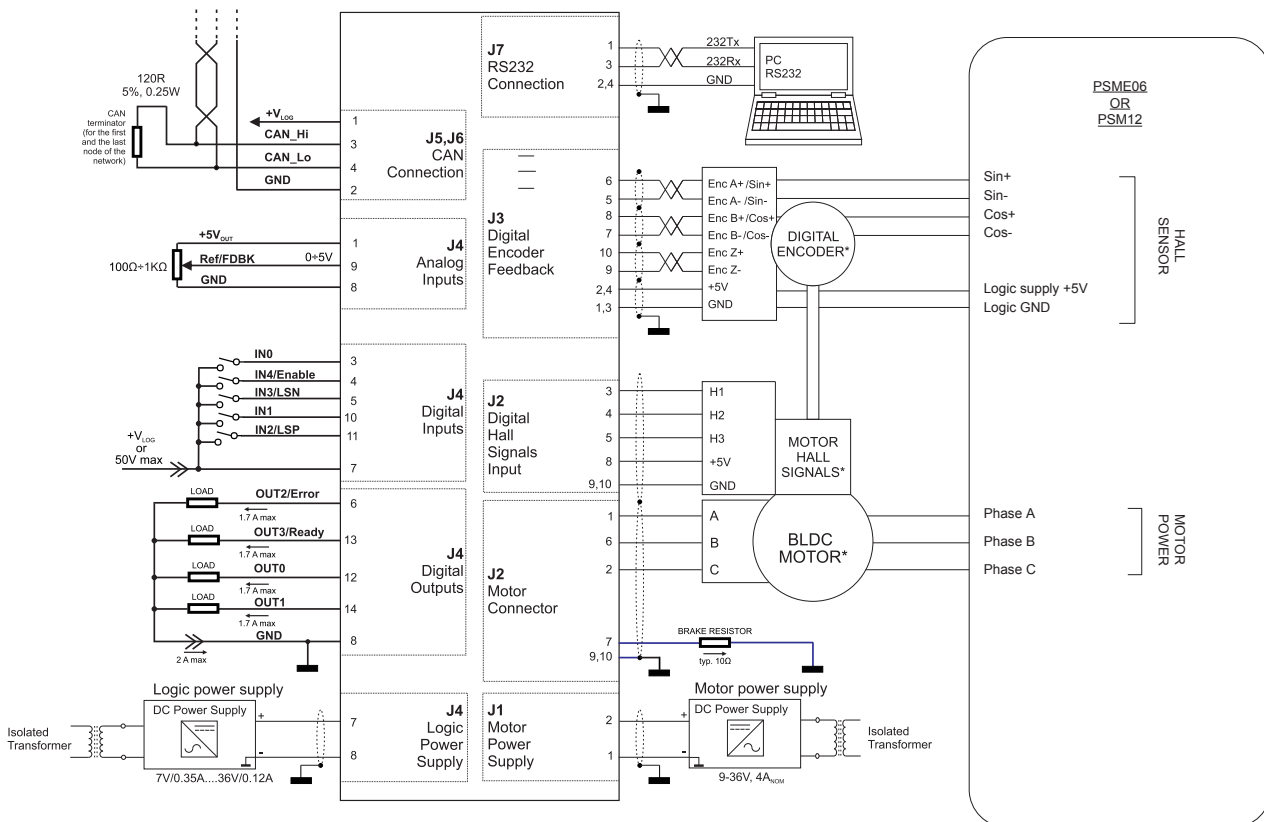 120R
5%, 0.25W
CAN
terminator
(for the first
and the last
node of the
network)
+VLOG
CAN_Hi
CAN_Lo
GND
1
3
4
2
J5,J6
CAN
Connection
+5VOUT
Ref/FDBK
0÷5V
GND
100Ω÷1KΩ
1
9
8
J4
Analog
Inputs
IN0
IN4/Enable
IN3/LSN
IN1
IN2/LSP
+VLOG
or
50V max
3
4
5
10
11
7
J4
Digital
Inputs
LOAD
OUT2/Error
1.7 A max
LOAD
OUT3/Ready
1.7 A max
LOAD
OUT0
1.7 A max
LOAD
OUT1
1.7 A max
GND
2 A max
6
13
12
14
8
J4
Digital
Outputs
Logic power supply
DC Power Supply
+
-
Isolated
Transformer
7V/0.35A....36V/0.12A
7
8
J4
Logic
Power
Supply
J7
RS232
Connection
1
3
2,4
232Tx
232Rx
GND
PC
RS232
J3
Digital
Encoder
Feedback
6
5
8
7
10
9
2,4
1,3
Enc A+/Sin+
Enc A-/Sin-
Enc B+/Cos+
Enc B-/Cos-
Enc Z+
Enc Z-
+5V
GND
DIGITAL
ENCODER*
J2
Digital
Hall
Signals
Input
3
4
5
8
9,10
H1
H2
H3
+5V
GND
MOTOR
HALL
SIGNALS*
J2
Motor
Connector
1
6
2
A
B
C
BLDC
MOTOR*
7
9,10
BRAKE RESISTOR
typ. 10Ω
J1
Motor
Power
Supply
2
1
Motor power supply
DC Power Supply
+
-
9-36V, 4ANOM
Isolated
Transformer
PSME06
OR
PSM12
Sin+
Sin-
Cos+
Cos-
Logic supply +5V
Logic GND
HALL
SENSOR
Phase A
Phase B
Phase C
MOTOR
POWER